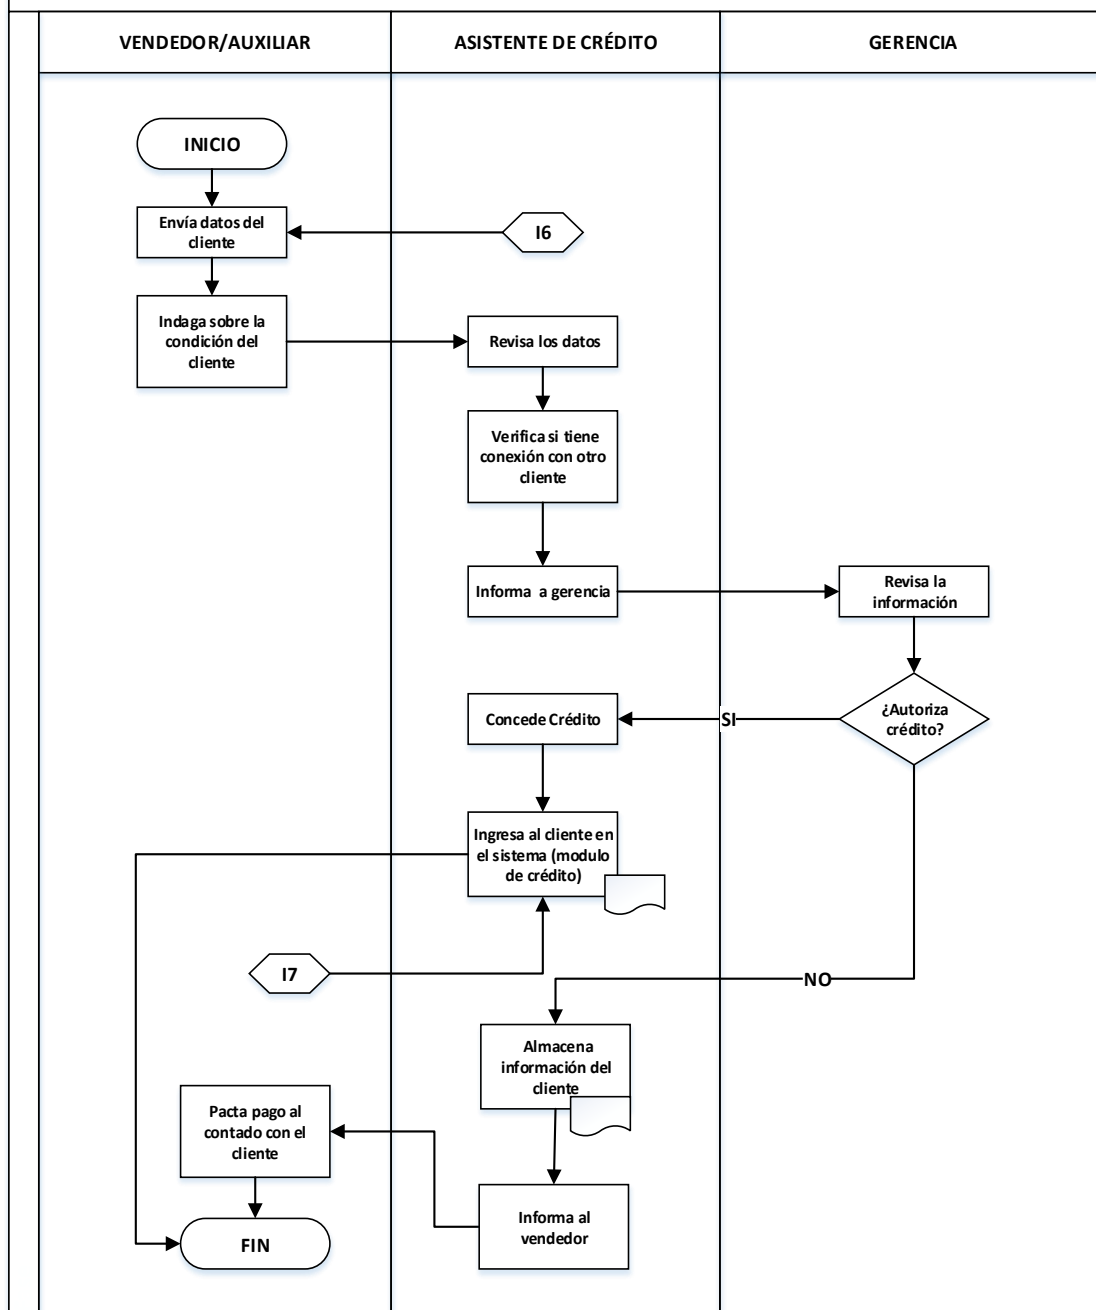 VENDEDOR/AUXILIAR
ASISTENTE DE CRÉDITO
GERENCIA
INICIO
Envía datos del
cliente
I6
Indaga sobre la
condición del
cliente
Revisa los datos
Verifica si tiene
conexión con otro
cliente
Informa a gerencia
Revisa la
información
¿Autoriza
crédito?
SI
Concede Crédito
Ingresa al cliente en
el sistema (modulo
de crédito)
I7
NO
Almacena
información del
cliente
Pacta pago al
contado con el
cliente
Informa al
vendedor
FIN